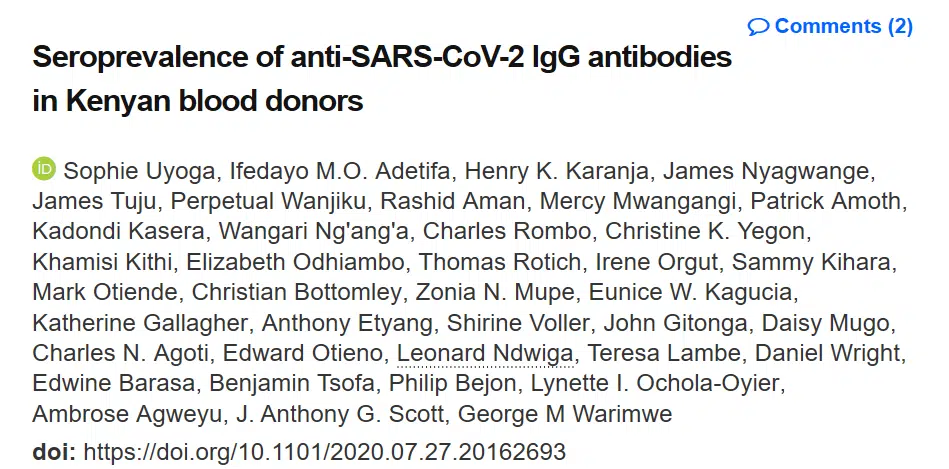 Comments (2)
Seroprevalence of anti-SARS-CoV-2 IgG antibodies
in Kenyan blood donors
iD Sophie Uyoga, Ifedayo M.O. Adetifa, Henry K. Karanja, James Nyagwange,
James Tuju, Perpetual Wanjiku, Rashid Aman, Mercy Mwangangi, Patrick Amoth,
Kadondi Kasera, Wangari Ng'ang'a, Charles Rombo, Christine K. Yegon,
Khamisi Kithi, Elizabeth Odhiambo, Thomas Rotich, Irene Orgut, Sammy Kihara,
Mark Otiende, Christian Bottomley, Zonia N. Mupe, Eunice W. Kagucia,
Katherine Gallagher, Anthony Etyang, Shirine Voller, John Gitonga, Daisy Mugo,
Charles N. Agoti, Edward Otieno, Leonard Ndwiga, Teresa Lambe, Daniel Wright,
Edwine Barasa, Benjamin Tsofa, Philip Bejon, Lynette I. Ochola-Oyier,
Ambrose Agweyu, J. Anthony G. Scott, George M Warimwe
doi: https://doi.org/10.1101/2020.07.27.20162693